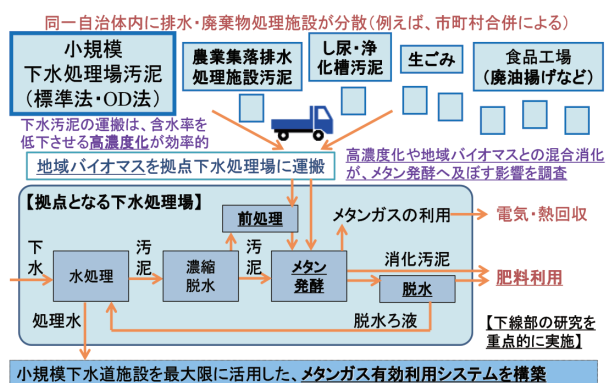 同一自治体内に排水・廃棄物処理施設が分散(例えば、市町村合併による)
小規模
下水処理場汚泥
(標準法・OD法)
農業集落排水
処理施設汚泥
し尿・浄
化槽汚泥
生ごみ
食品工場
(廃油揚げなど)
下水汚泥の運搬は、含水率を
低下させる高濃度化が効率的
地域バイオマスを拠点下水処理場に運搬
高濃度化や地域バイオマスとの混合消化
が、メタン発酵へ及ぼす影響を調査
【拠点となる下水処理場】
前処理
メタンガスの利用
電気・熱回収
下水
水処理
汚泥
濃縮
脱水
汚泥
メタン
発酵
消化汚泥
脱水
肥料利用
処理水
脱水ろ液
【下線部の研究を
重点的に実施】
小規模下水道施設を最大限に活用した、メタンガス有効利用システムを構築